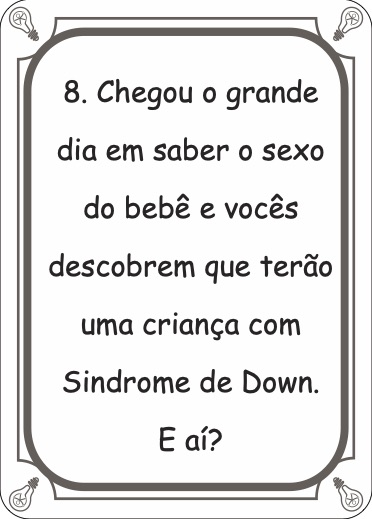 8. Chegou o grande
dia em saber o sexo
do bebê e vocês
descobrem que terão
uma criança com
Sindrome de Down.
E aí?